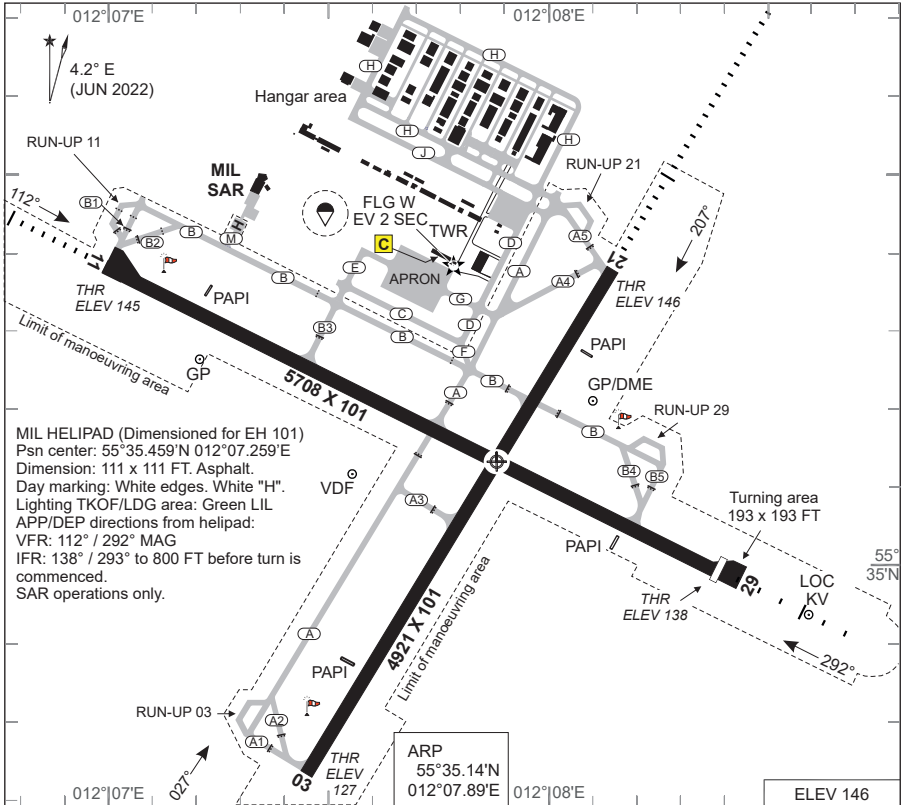 012°07'
012°08'
4.2° E
(JUN 2022)
H
H
Hangar area
H
H
J
RUN-UP 11
RUN-UP 21
MIL
SAR
112°
B1
B2
B
M
H
FLG W
EV 2 SEC
TWR
C
D
A5
207°
21
11
E
A
A4
B
APRON
THR
ELEV 145
PAPI
G
THR
ELEV 146
C
D
B3
B
F
PAPI
Limit of manoeuvring area
GP
B
A
GP/DME
RUN-UP 29
5708 X 101
B
MIL HELIPAD (Dimensioned for EH 101)
Psn center: 55°35.459'N 012°07.259'E
Dimension: 111 x 111 FT. Asphalt.
Day marking: White edges. White "H".
Lighting TKOF/LDG area: Green LIL
APP/DEP directions from helipad:
VFR: 112° / 292° MAG
IFR: 138° / 293° to 800 FT before turn is
commenced.
SAR operations only.
VDF
A3
B4
B5
Turning area
193 x 193 FT
PAPI
55°
35'N
29
LOC
KV
THR
ELEV 138
A
4921 X 101
Limit of manoeuvring area
292°
PAPI
RUN-UP 03
A2
A1
03
THR
ELEV
127
027°
ARP
55°35.14'N
012°07.89'E
012°07'
012°08'
ELEV 146